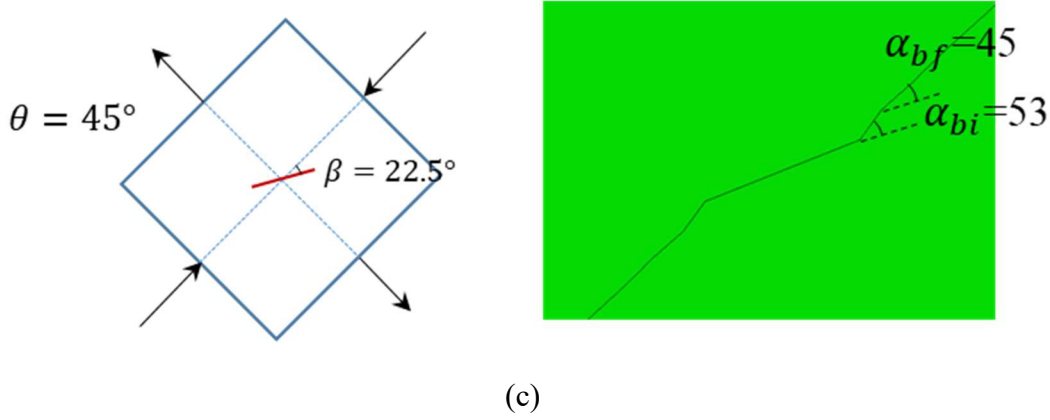 θ = 45°
β = 22.5°
α_bf=45
α_bi=53
(c)